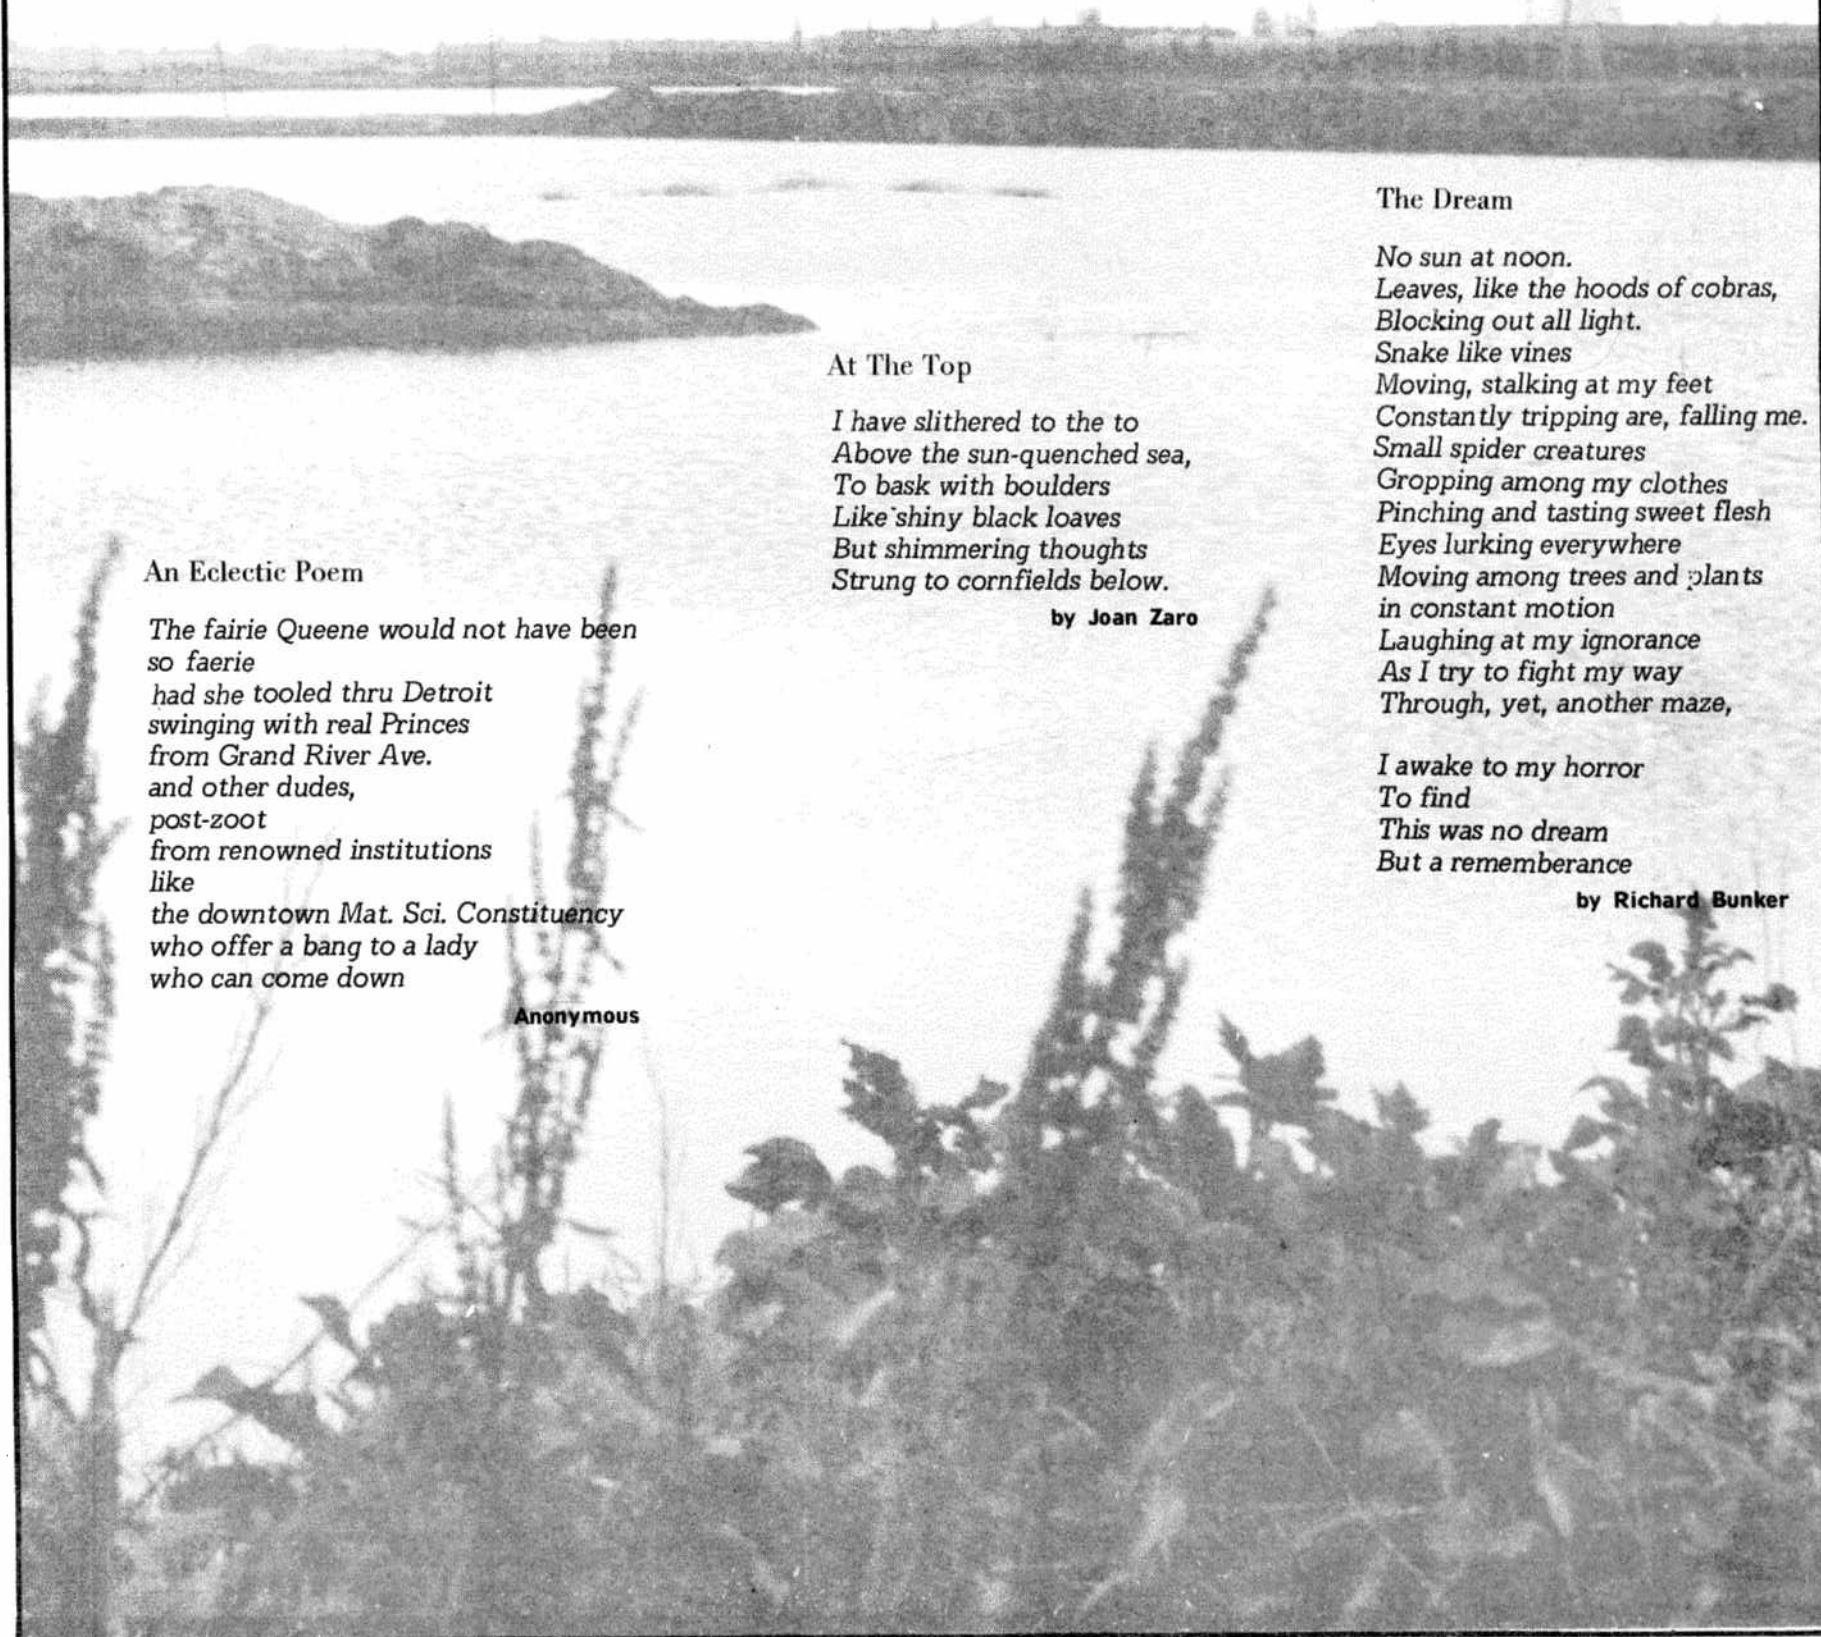 An Eclectic Poem
The fairie Queene would not have been
so faerie
had she tooled thru Detroit
swinging with real Princes
from Grand River Ave.
and other dudes,
post-zoot
from renowned institutions
like
the downtown Mat. Sci. Constituency
who offer a bang to a lady
who can come down
Anonymous
At The Top
I have slithered to the to
Above the sun-quenched sea,
To bask with boulders
Like shiny black loaves
But shimmering thoughts
Strung to cornfields below.
by Joan Zaro
The Dream
No sun at noon.
Leaves, like the hoods of cobras,
Blocking out all light.
Snake like vines
Moving, stalking at my feet
Constantly tripping are, falling me.
Small spider creatures
Gropping among my clothes
Pinching and tasting sweet flesh
Eyes lurking everywhere
Moving among trees and plants
in constant motion
Laughing at my ignorance
As I try to fight my way
Through, yet, another maze,
I awake to my horror
To find
This was no dream
But a rememberance
by Richard Bunker